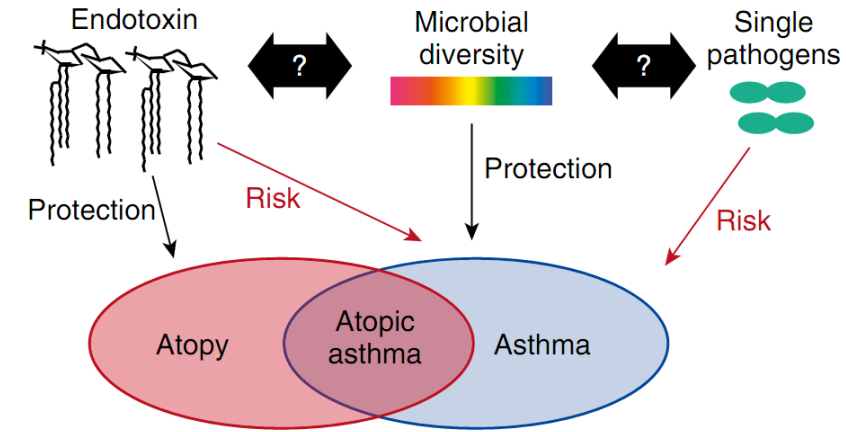 Endotoxin
Microbial
diversity
Single
pathogens
?
?
Protection
Risk
Protection
Risk
Atopy
Atopic
asthma
Asthma